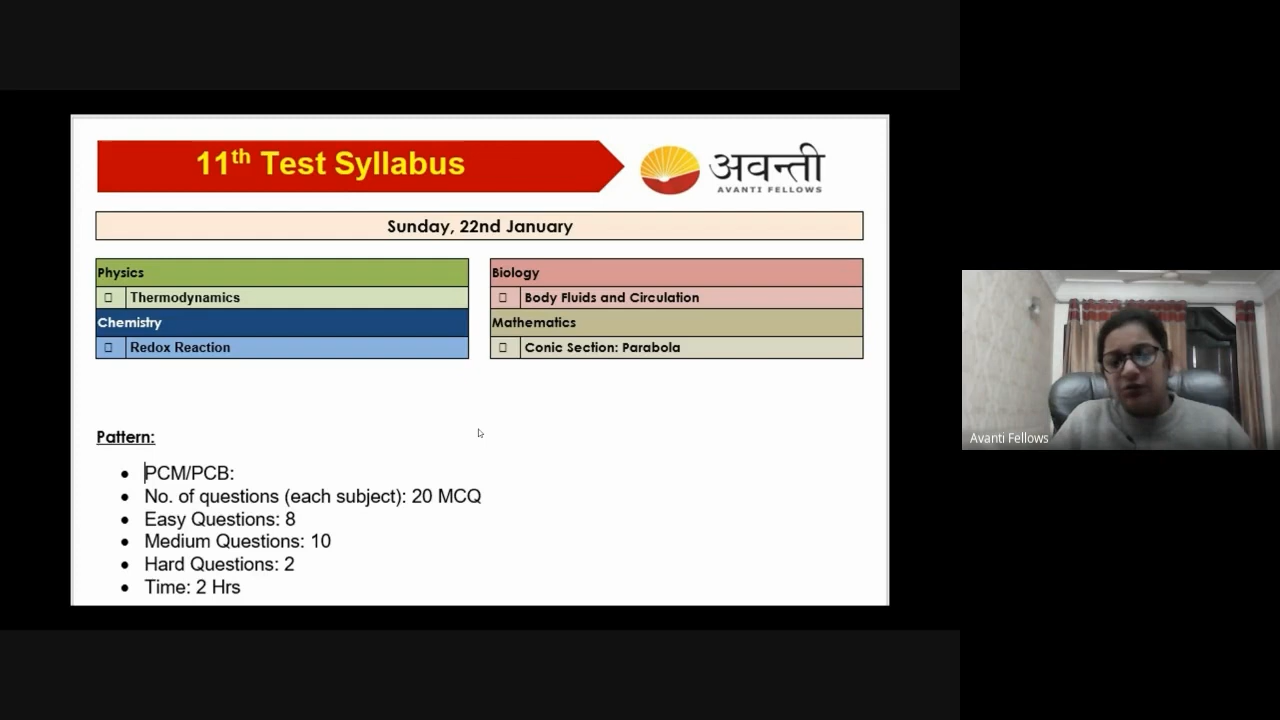 11th Test Syllabus
अवन्ती
AVANTI FELLOWS
Sunday, 22nd January
Physics
Thermodynamics
Chemistry
Redox Reaction
Biology
Body Fluids and Circulation
Mathematics
Conic Section: Parabola
Pattern:
PCM/PCB:
No. of questions (each subject): 20 MCQ
Easy Questions: 8
Medium Questions: 10
Hard Questions: 2
Time: 2 Hrs
Avanti Fellows